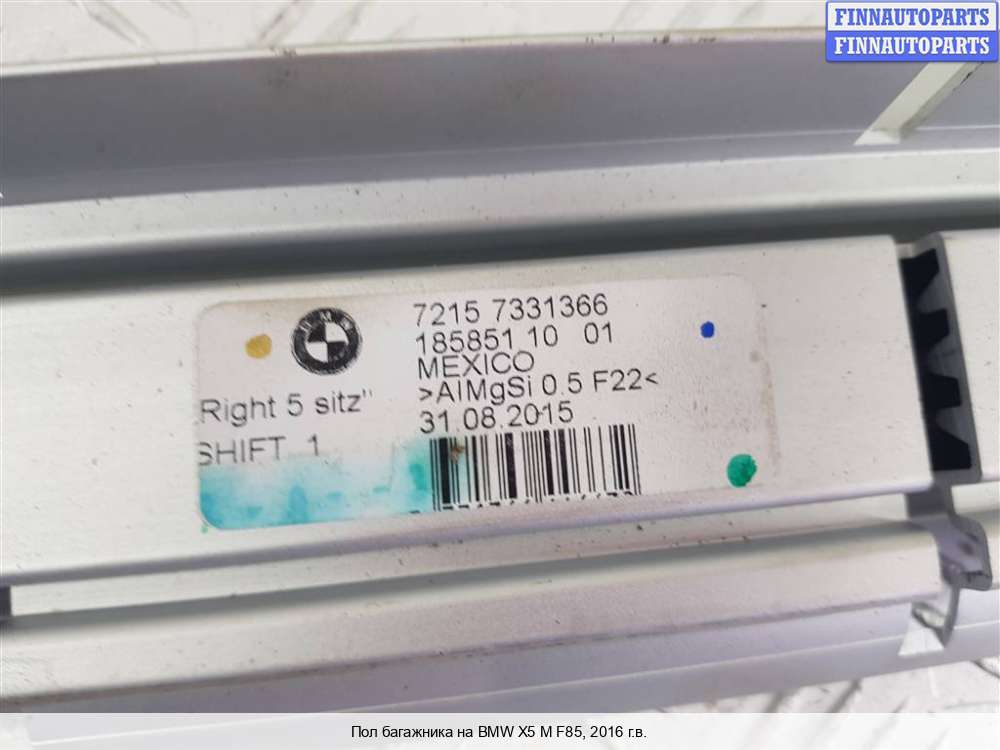 FINNAUTOPARTS
FINNAUTOPARTS
BMW
7215 7331366
185851 10 01
MEXICO
>AlMgSi 0.5 F22<
Right 5 sitz"
31.08.2015
SHIFT 1
Пол багажника на BMW X5 M F85, 2016 г.в.